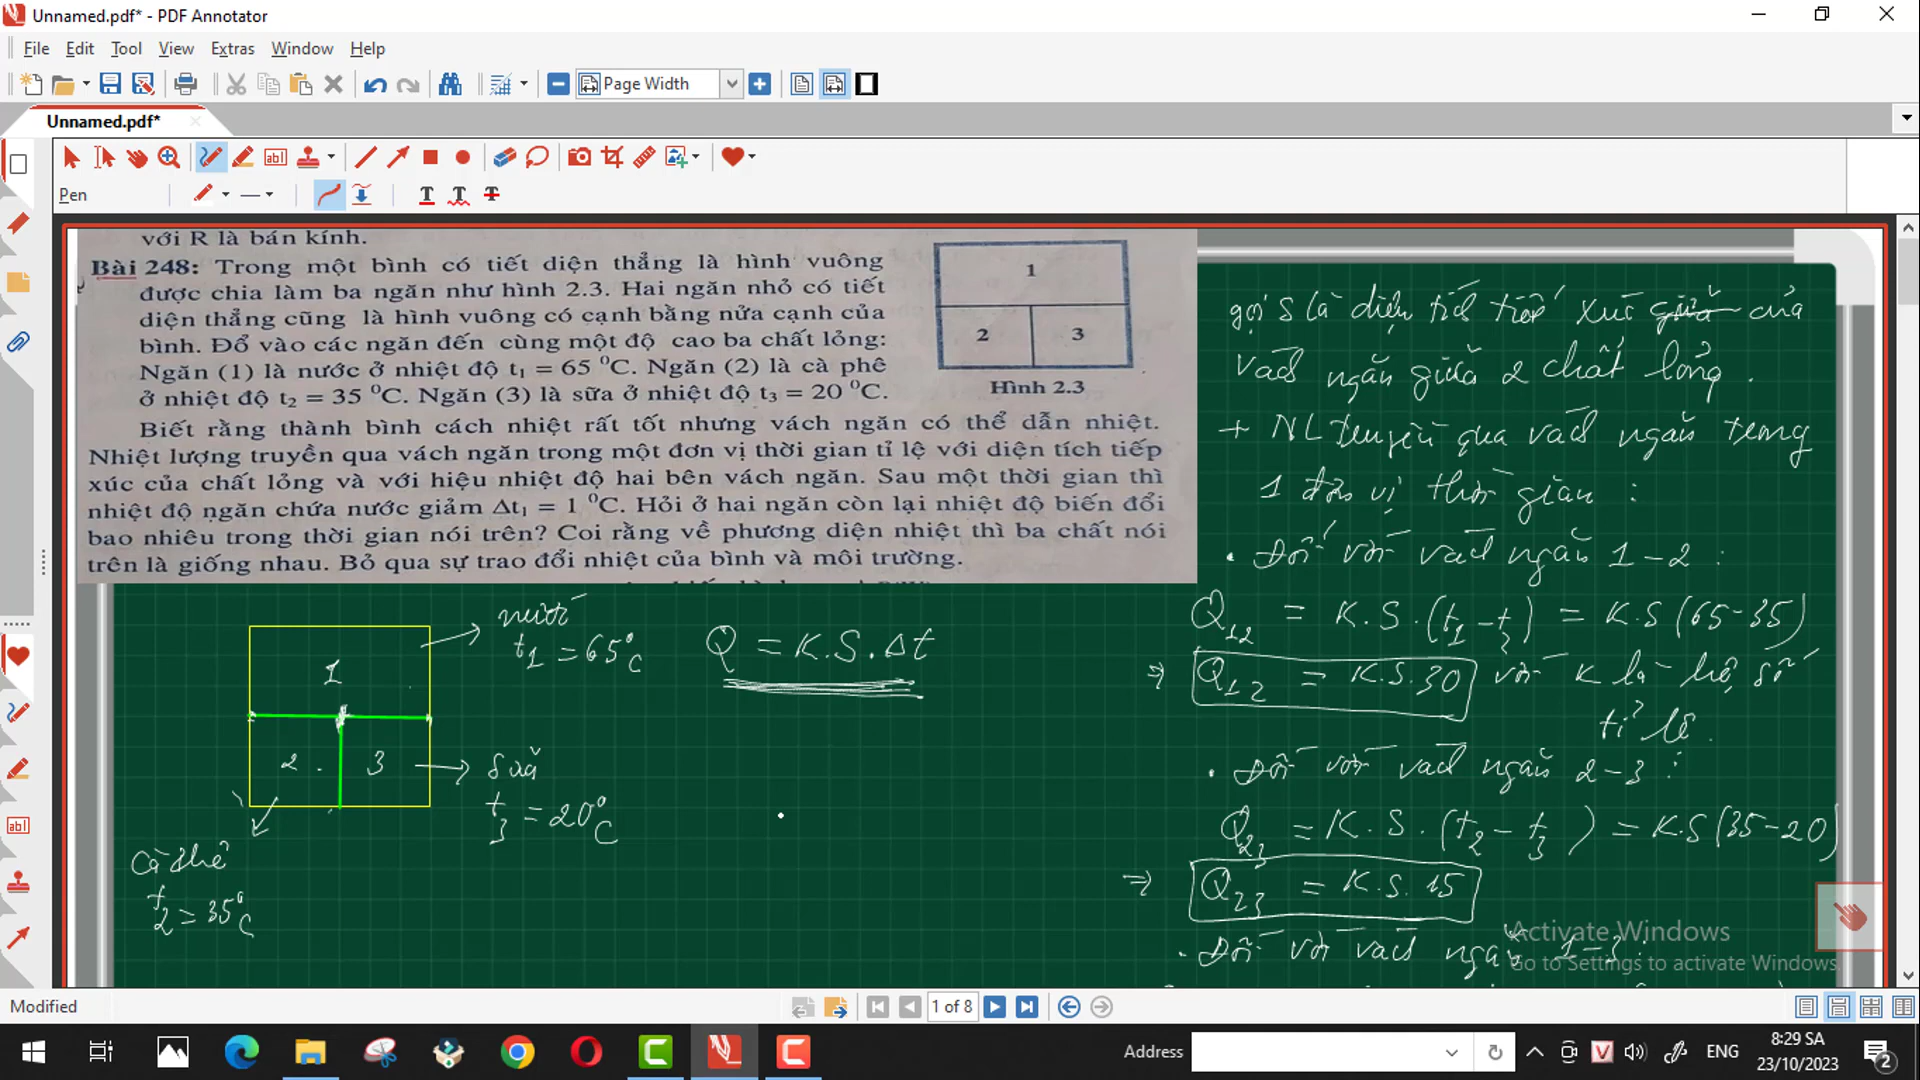 Unnamed.pdf* - PDF Annotator
File Edit Tool View Extras Window Help
Page Width
Unnamed.pdf*
Pen
với R là bán kính.
Bài 248: Trong một bình có tiết diện thẳng là hình vuông
được chia làm ba ngăn như hình 2.3. Hai ngăn nhỏ có tiết
diện thẳng cũng là hình vuông có cạnh bằng nửa cạnh của
bình. Đổ vào các ngăn đến cùng một độ cao ba chất lỏng:
Ngăn (1) là nước ở nhiệt độ t₁ = 65 ⁰C. Ngăn (2) là cà phê
ở nhiệt độ t₂ = 35 ⁰C. Ngăn (3) là sữa ở nhiệt độ t₃ = 20 ⁰C.
1
2 3
Hình 2.3
Biết rằng thành bình cách nhiệt rất tốt nhưng vách ngăn có thể dẫn nhiệt.
Nhiệt lượng truyền qua vách ngăn trong một đơn vị thời gian tỉ lệ với diện tích tiếp
xúc của chất lỏng và với hiệu nhiệt độ hai bên vách ngăn. Sau một thời gian thì
nhiệt độ ngăn chứa nước giảm Δt₁ = 1 ⁰C. Hỏi ở hai ngăn còn lại nhiệt độ biến đổi
bao nhiêu trong thời gian nói trên? Coi rằng về phương diện nhiệt thì ba chất nói
trên là giống nhau. Bỏ qua sự trao đổi nhiệt của bình và môi trường.
nước
t₁ = 65°C
1
2 3
sữa
t₃ = 20°C
cà phê
t₂ = 35°C
Q = K.S.Δt
gọi S là diện tích tiếp xúc giữa của
vách ngăn giữa 2 chất lỏng.
+ NL truyền qua vách ngăn trong
1 đơn vị thời gian :
. Đối với vách ngăn 1-2 :
Q₁₂ = K.S.(t₁-t₂) = K.S(65-35)
⇒ Q₁₂ = K.S.30 với K là hệ số
tỉ lệ.
. Đối với vách ngăn 2-3 :
Q₂₃ = K.S.(t₂-t₃) = K.S(35-20)
⇒ Q₂₃ = K.S.15
. Đối với vách ngăn 1-3 :
Activate Windows
Go to Settings to activate Windows.
Modified
1 of 8
Address
ENG
8:29 SA
23/10/2023
2